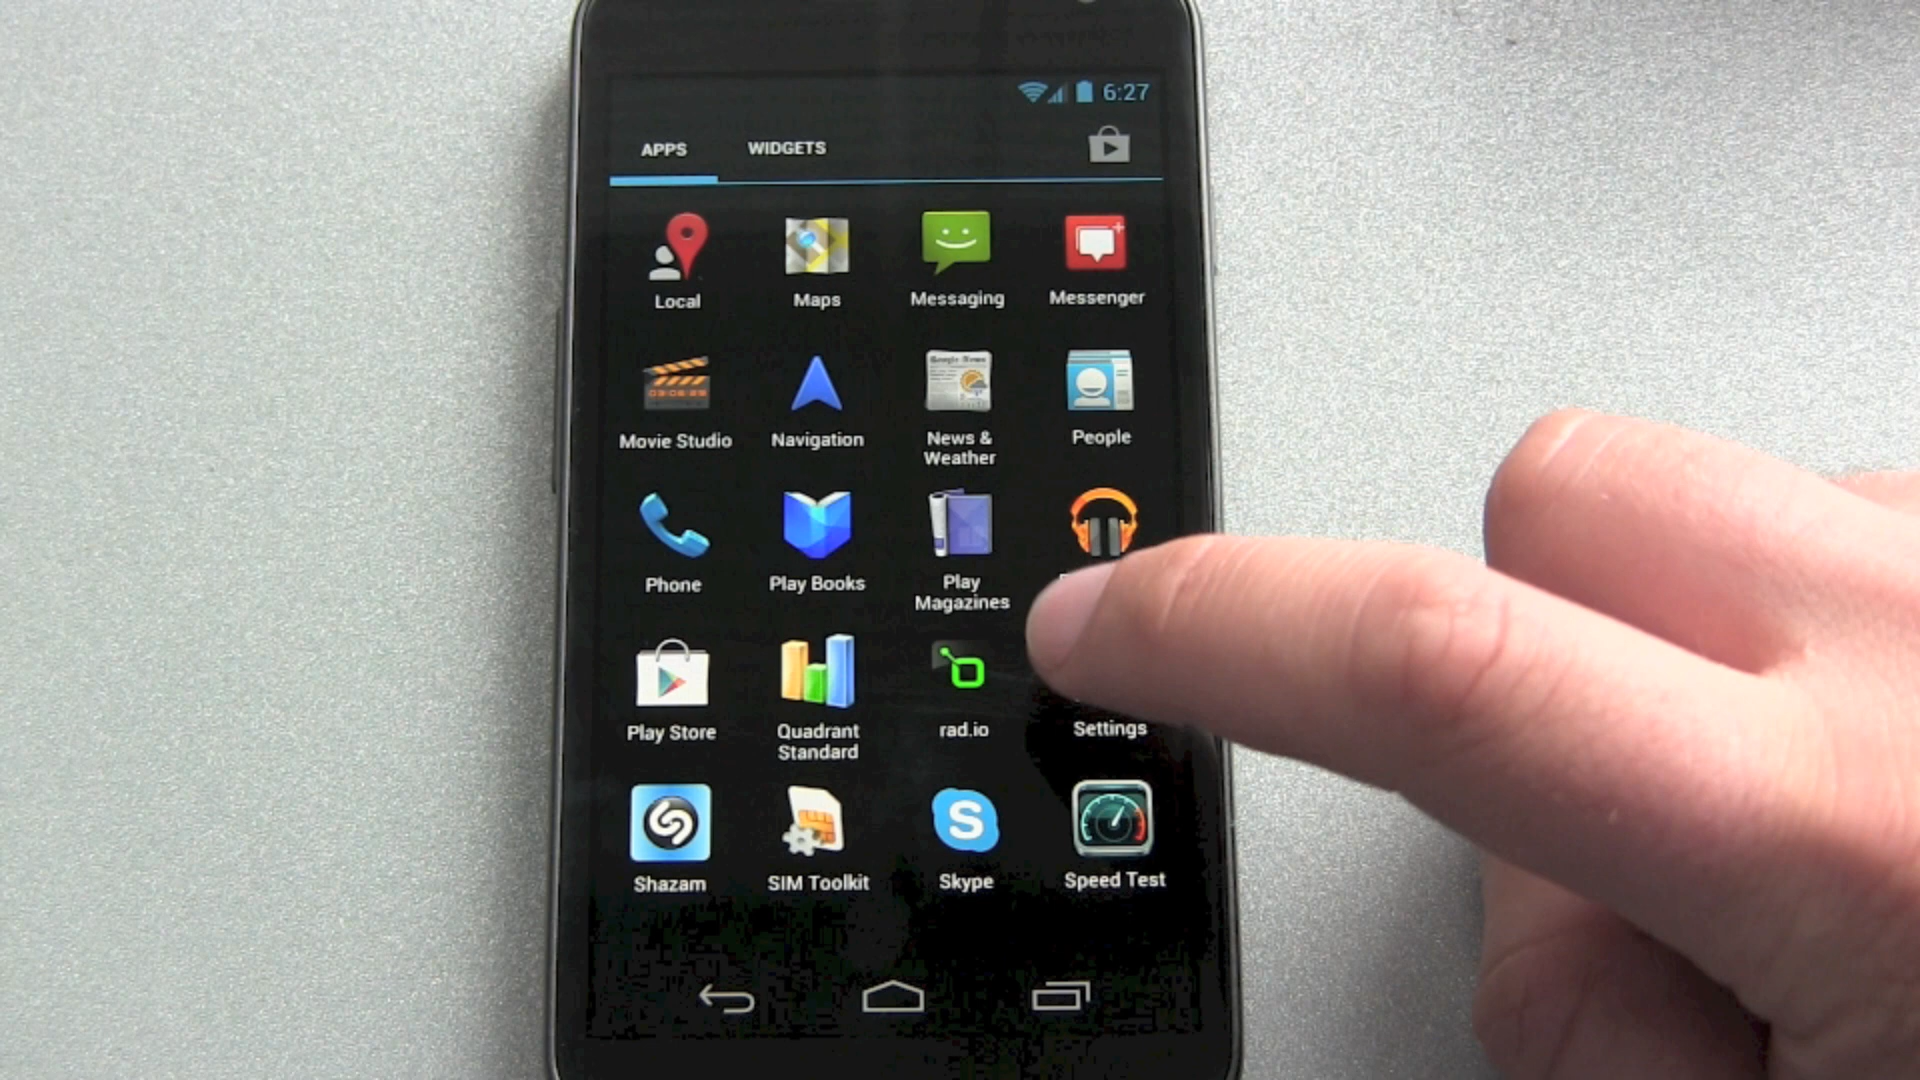 6:27
APPS
WIDGETS
Local
Maps
Messaging
Messenger
Movie Studio
Navigation
News &
Weather
People
Phone
Play Books
Play
Magazines
Play Store
Quadrant
Standard
rad.io
Settings
Shazam
SIM Toolkit
S
Skype
Speed Test